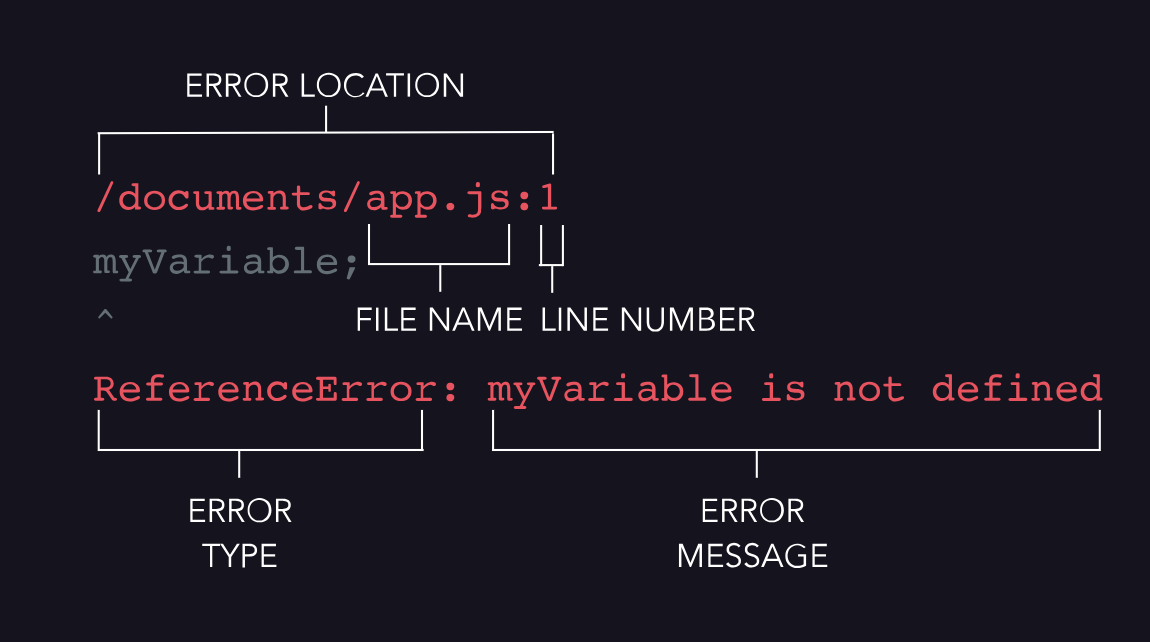 ERROR LOCATION
/documents/app.js:1
myVariable;
^
FILE NAME LINE NUMBER
ReferenceError: myVariable is not defined
ERROR TYPE
ERROR MESSAGE